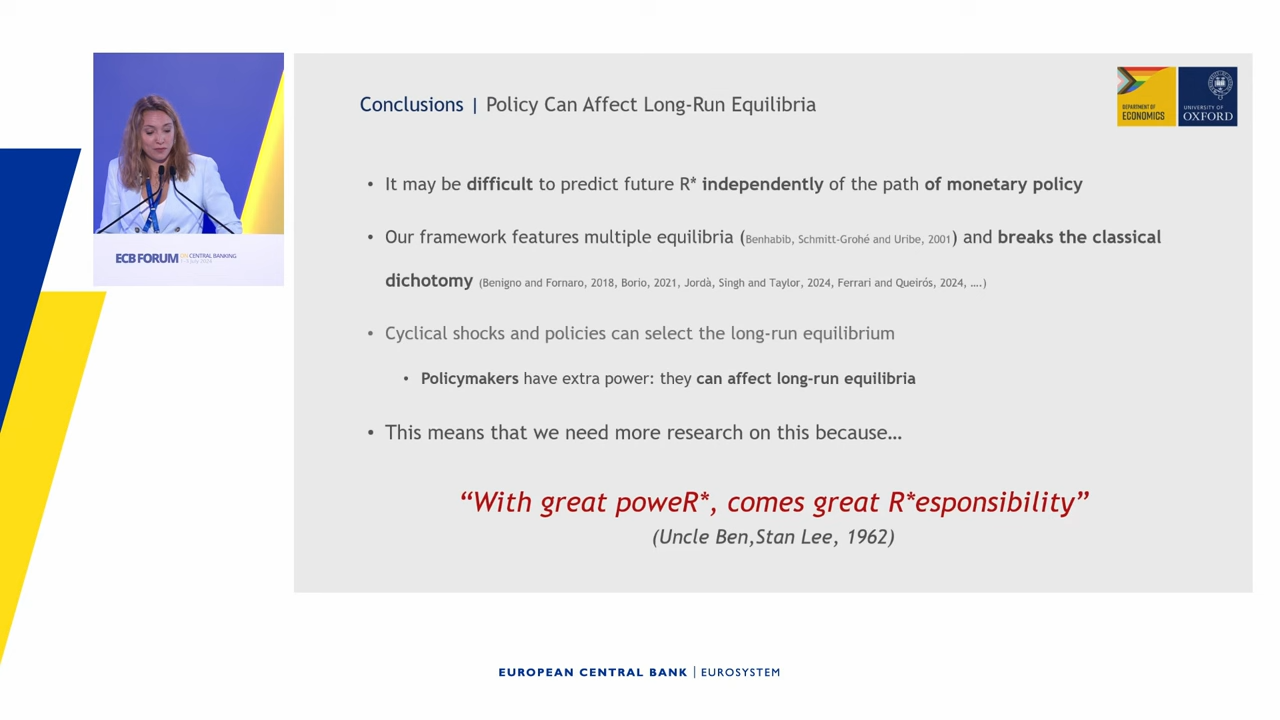 Conclusions | Policy Can Affect Long-Run Equilibria
DEPARTMENT OF
ECONOMICS
UNIVERSITY OF
OXFORD
• It may be difficult to predict future R* independently of the path of monetary policy
• Our framework features multiple equilibria (Benhabib, Schmitt-Grohé and Uribe, 2001) and breaks the classical
dichotomy (Benigno and Fornaro, 2018, Borio, 2021, Jordà, Singh and Taylor, 2024, Ferrari and Queirós, 2024, ….)
• Cyclical shocks and policies can select the long-run equilibrium
• Policymakers have extra power: they can affect long-run equilibria
• This means that we need more research on this because…
“With great poweR*, comes great R*esponsibility”
(Uncle Ben,Stan Lee, 1962)
ECB FORUM ON CENTRAL BANKING
EUROPEAN CENTRAL BANK | EUROSYSTEM